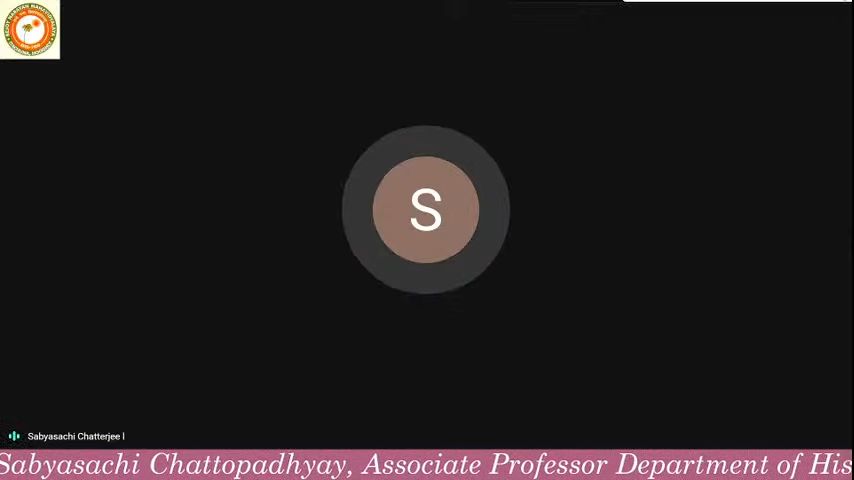 S
Sabyasachi Chatterjee l
Sabyasachi Chattopadhyay, Associate Professor Department of His